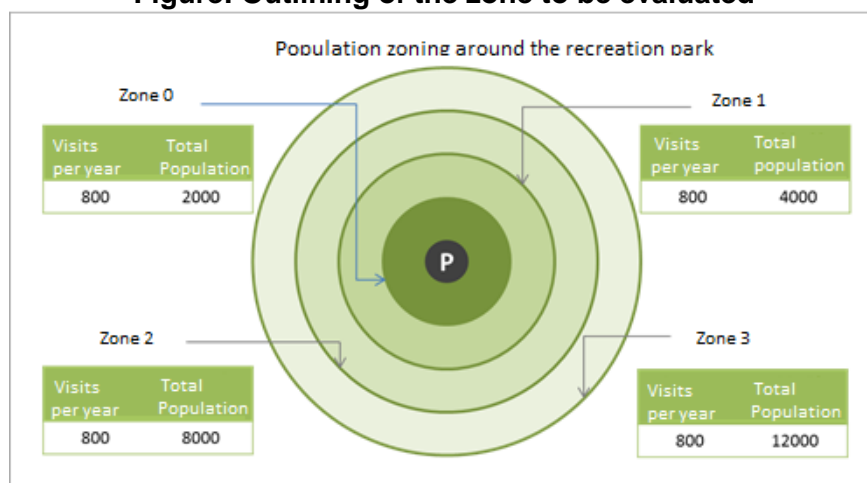 Figure: Outlining of the zone to be evaluated
Population zoning around the recreation park
Zone 0
Zone 1
Visits Total
per year Population
800 2000
Visits Total
per year population
800 4000
P
Zone 2
Zone 3
Visits Total
per year Population
800 8000
Visits Total
per year Population
800 12000